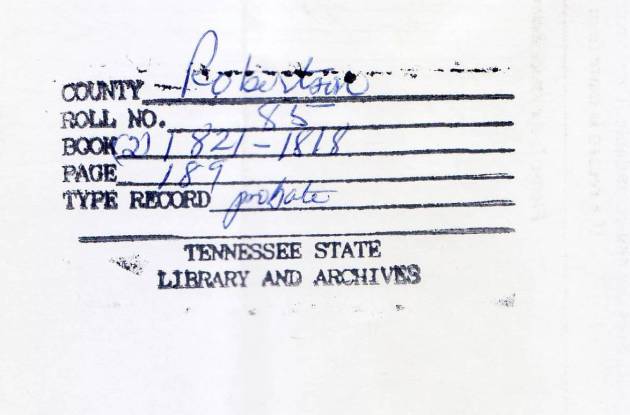 COUNTY Robertson
ROLL NO. 85
BOOK (2) 1821-1818
PAGE 189
TYPE RECORD probate
TENNESSEE STATE
LIBRARY AND ARCHIVES